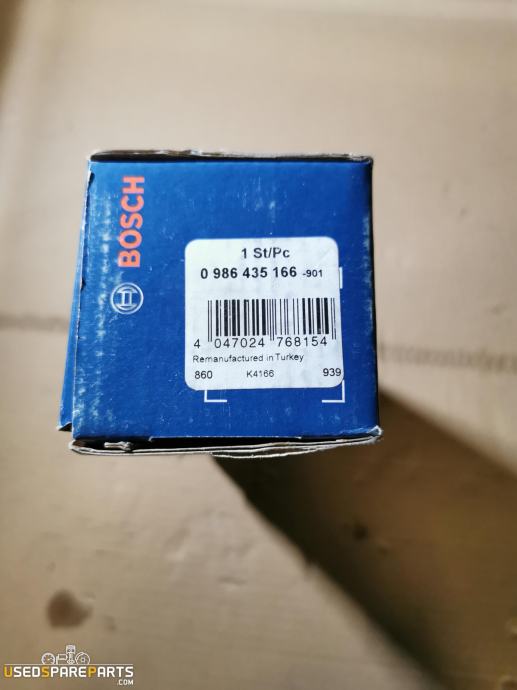 BOSCH
1 St/Pc
0 986 435 166 -901
4 047024 768154
Remanufactured in Turkey
860 K4166 939
USEDSPAREPARTS.COM